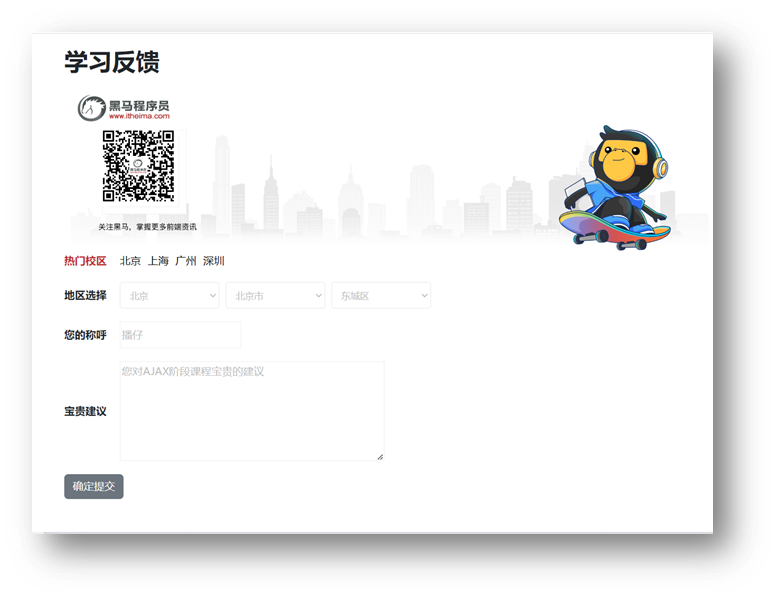 学习反馈
黑马程序员
www.itheima.com
关注黑马，掌握更多前端资讯
热门校区 北京 上海 广州 深圳
地区选择 北京 北京市 东城区
您的称呼 播仔
您对AJAX阶段课程宝贵的建议
宝贵建议
确定提交